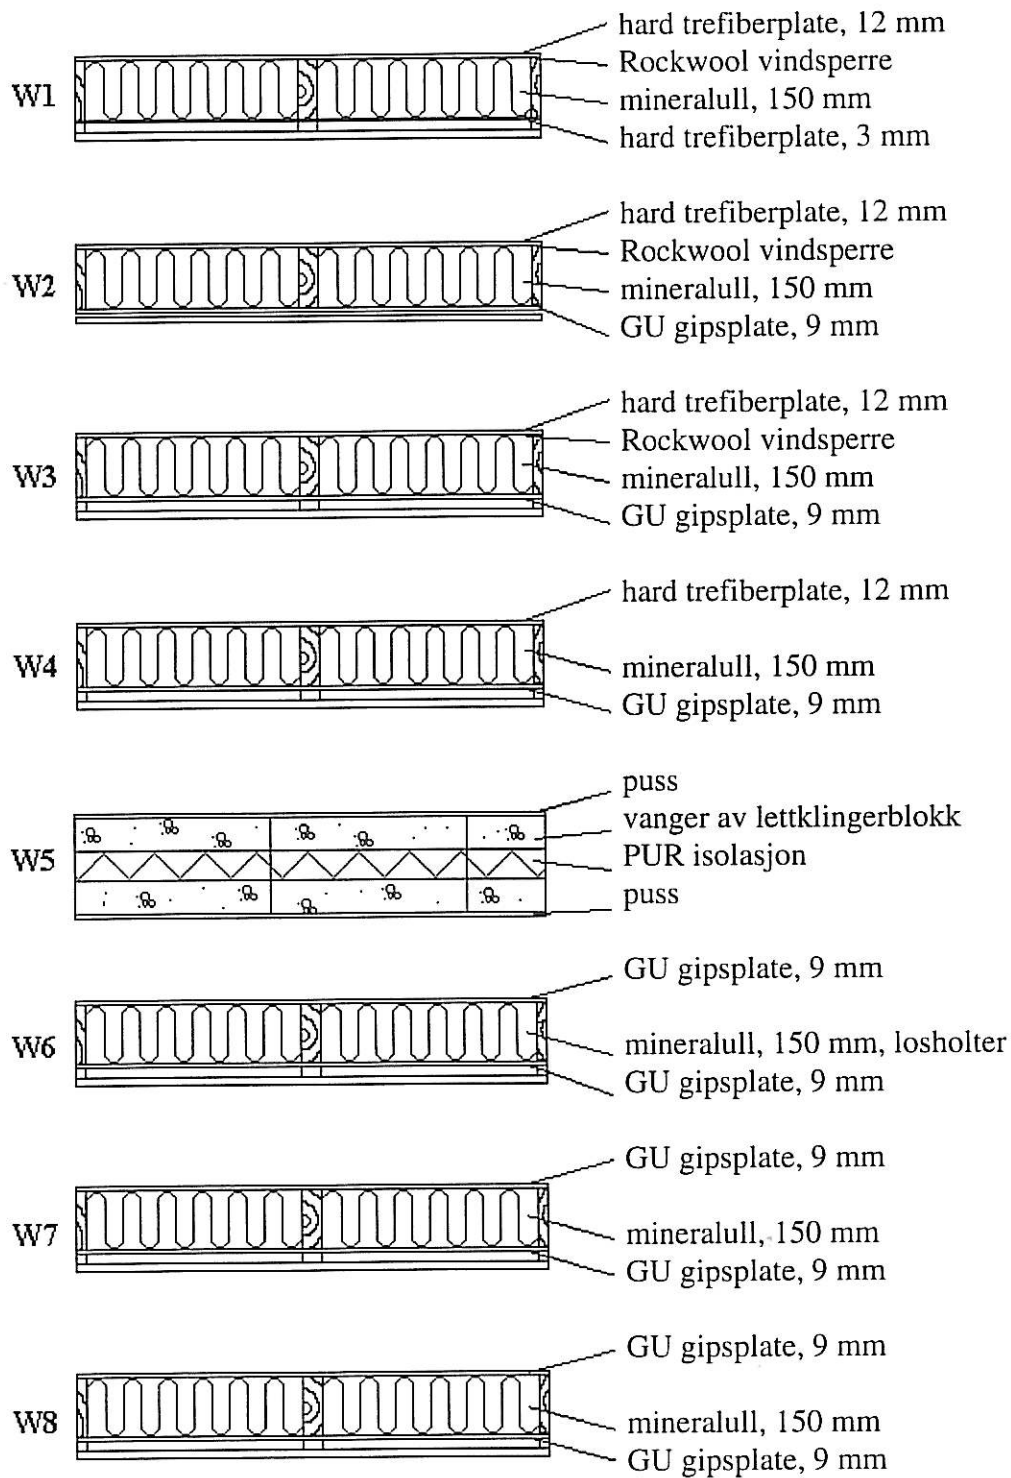 W1
hard trefiberplate, 12 mm
Rockwool vindsperre
mineralull, 150 mm
hard trefiberplate, 3 mm
W2
hard trefiberplate, 12 mm
Rockwool vindsperre
mineralull, 150 mm
GU gipsplate, 9 mm
W3
hard trefiberplate, 12 mm
Rockwool vindsperre
mineralull, 150 mm
GU gipsplate, 9 mm
W4
hard trefiberplate, 12 mm
mineralull, 150 mm
GU gipsplate, 9 mm
W5
puss
vanger av lettklingerblokk
PUR isolasjon
puss
W6
GU gipsplate, 9 mm
mineralull, 150 mm, losholter
GU gipsplate, 9 mm
W7
GU gipsplate, 9 mm
mineralull, 150 mm
GU gipsplate, 9 mm
W8
GU gipsplate, 9 mm
mineralull, 150 mm
GU gipsplate, 9 mm